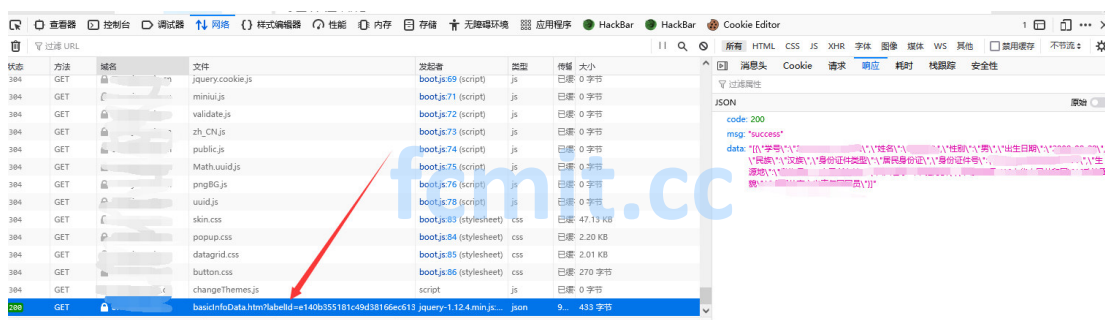 查看器 控制台 调试器 网络 样式编辑器 性能 内存 存储 无障碍环境 应用程序 HackBar HackBar Cookie Editor 1
过滤 URL 所有 HTML CSS JS XHR 字体 图像 媒体 WS 其他 禁用缓存 不节流
状态 方法 域名 文件 发起者 类型 传输 大小
消息头 Cookie 请求 响应 耗时 栈跟踪 安全性
过滤属性
JSON 原始
304 GET jquery.cookie.js boot.js:69 (script) js 已缓 0 字节
304 GET miniui.js boot.js:71 (script) js 已缓 0 字节
304 GET validate.js boot.js:72 (script) js 已缓 0 字节
304 GET zh_CN.js boot.js:73 (script) js 已缓 0 字节
304 GET public.js boot.js:74 (script) js 已缓 0 字节
304 GET Math.uuid.js boot.js:75 (script) js 已缓 0 字节
304 GET pngBG.js boot.js:76 (script) js 已缓 0 字节
304 GET uuid.js boot.js:78 (script) js 已缓 0 字节
304 GET skin.css boot.js:83 (stylesheet) css 已缓 47.13 KB
304 GET popup.css boot.js:84 (stylesheet) css 已缓 2.20 KB
304 GET datagrid.css boot.js:85 (stylesheet) css 已缓 2.01 KB
304 GET button.css boot.js:86 (stylesheet) css 已缓 270 字节
304 GET changeThemes.js script js 已缓 0 字节
200 GET basicInfoData.htm?labelId=e140b355181c49d38166ec613 jquery-1.12.4.min.js:... json 9... 433 字节
code: 200
msg: "success"
data: "[{\"学号\":\" \",\"姓名\":\" \",\"性别\":\"男\",\"出生日期\":\"
\"民族\":\"汉族\",\"身份证件类型\":\"居民身份证\",\"身份证件号\": \"生
源地\":\"
貌\":\" 员\"}]"
fcmit.cc